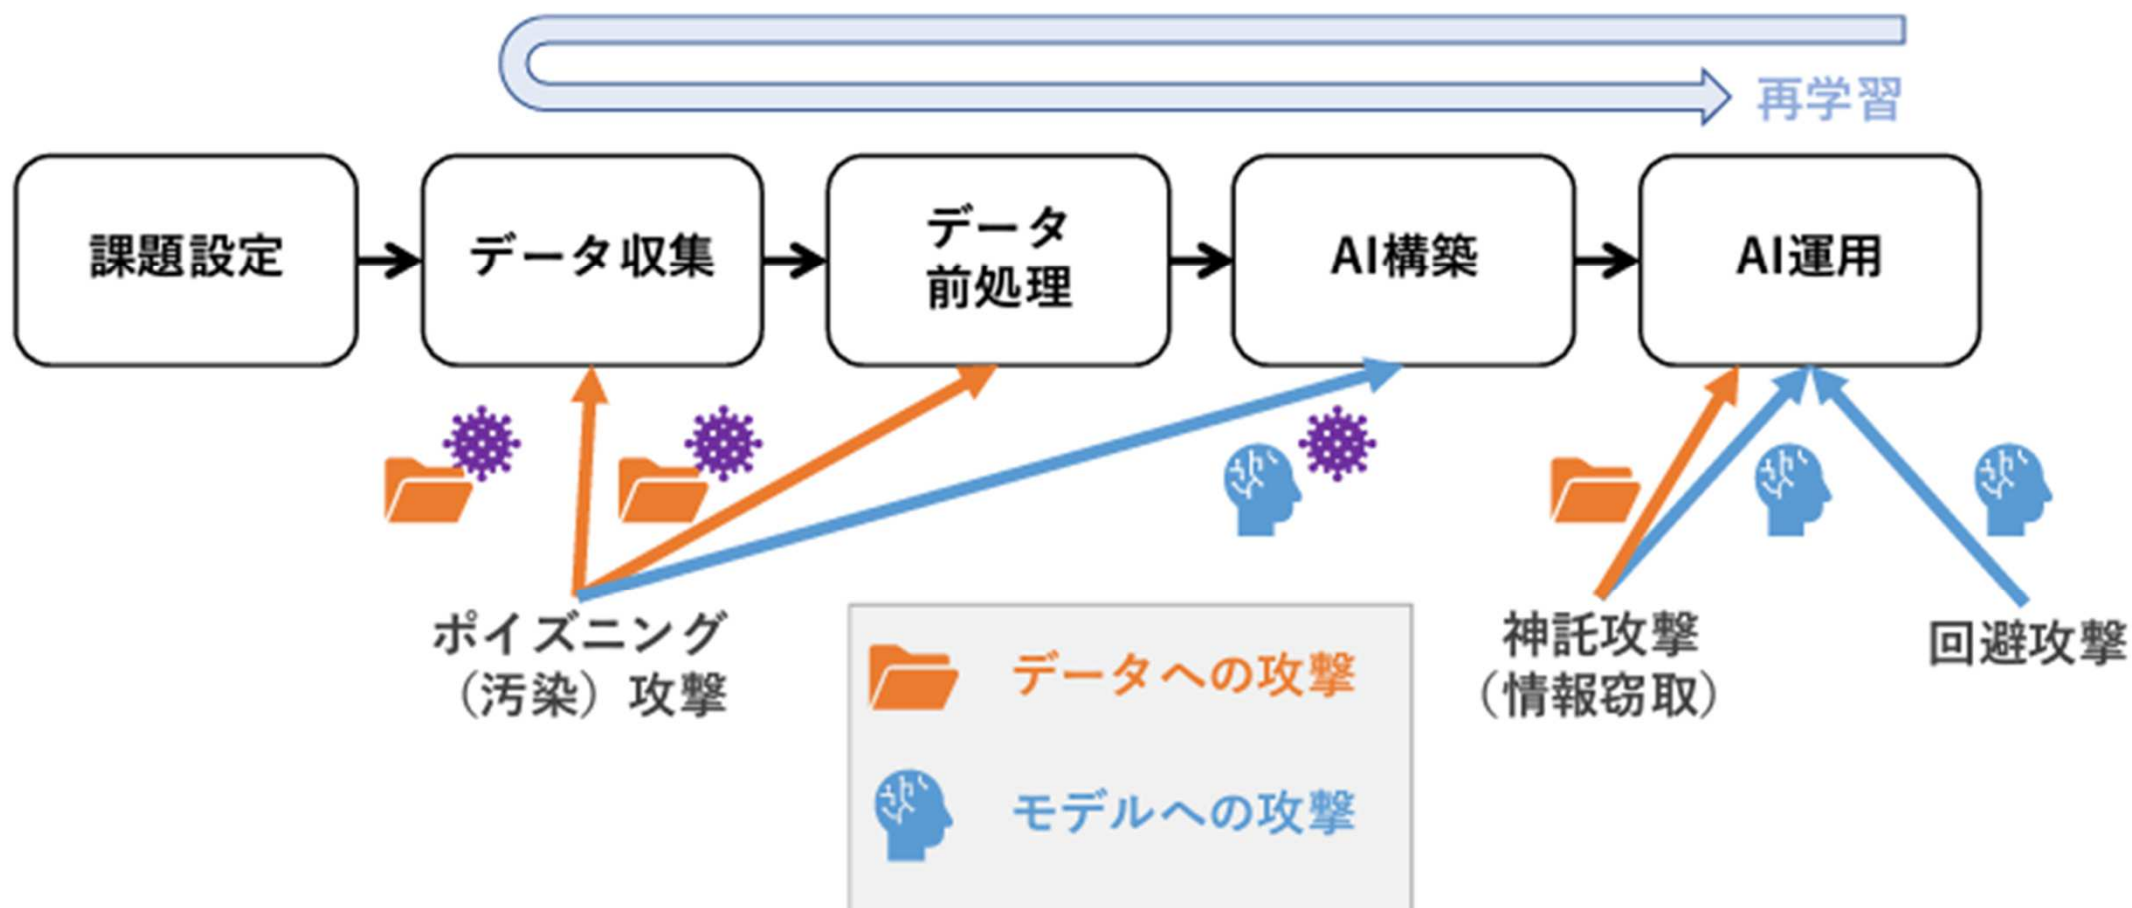 再学習
課題設定
データ収集
データ
前処理
AI構築
AI運用
ポイズニング
（汚染）攻撃
神託攻撃
（情報窃取）
回避攻撃
データへの攻撃
モデルへの攻撃